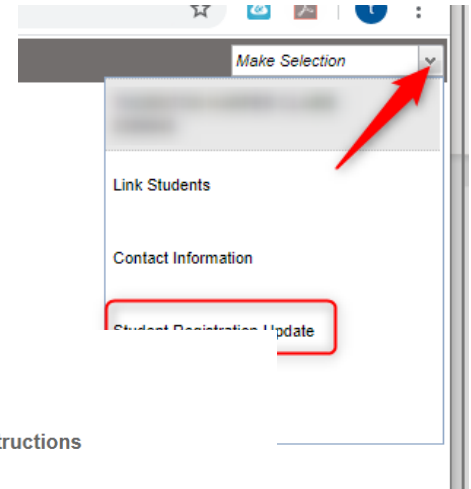 Make Selection
Link Students
Contact Information
Student Registration Update
tructions